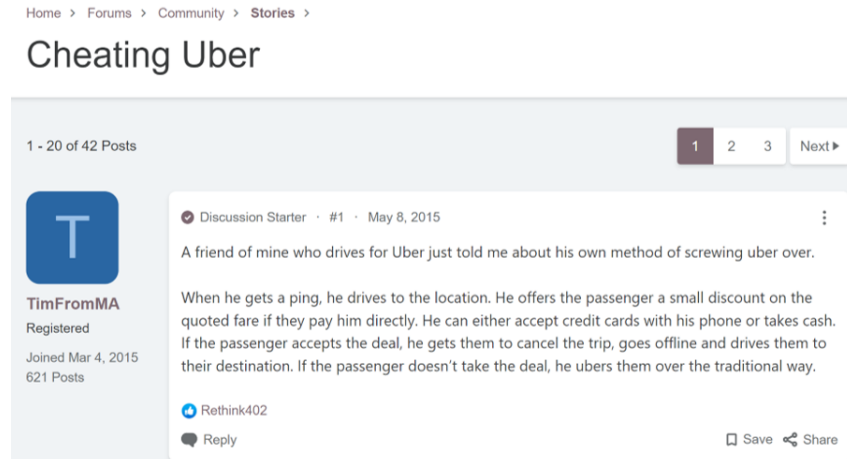 Home > Forums > Community > Stories >
Cheating Uber
1 - 20 of 42 Posts
1 2 3 Next
T
Discussion Starter · #1 · May 8, 2015
A friend of mine who drives for Uber just told me about his own method of screwing uber over.
When he gets a ping, he drives to the location. He offers the passenger a small discount on the
quoted fare if they pay him directly. He can either accept credit cards with his phone or takes cash.
If the passenger accepts the deal, he gets them to cancel the trip, goes offline and drives them to
their destination. If the passenger doesn't take the deal, he ubers them over the traditional way.
TimFromMA
Registered
Joined Mar 4, 2015
621 Posts
Rethink402
Reply Save Share